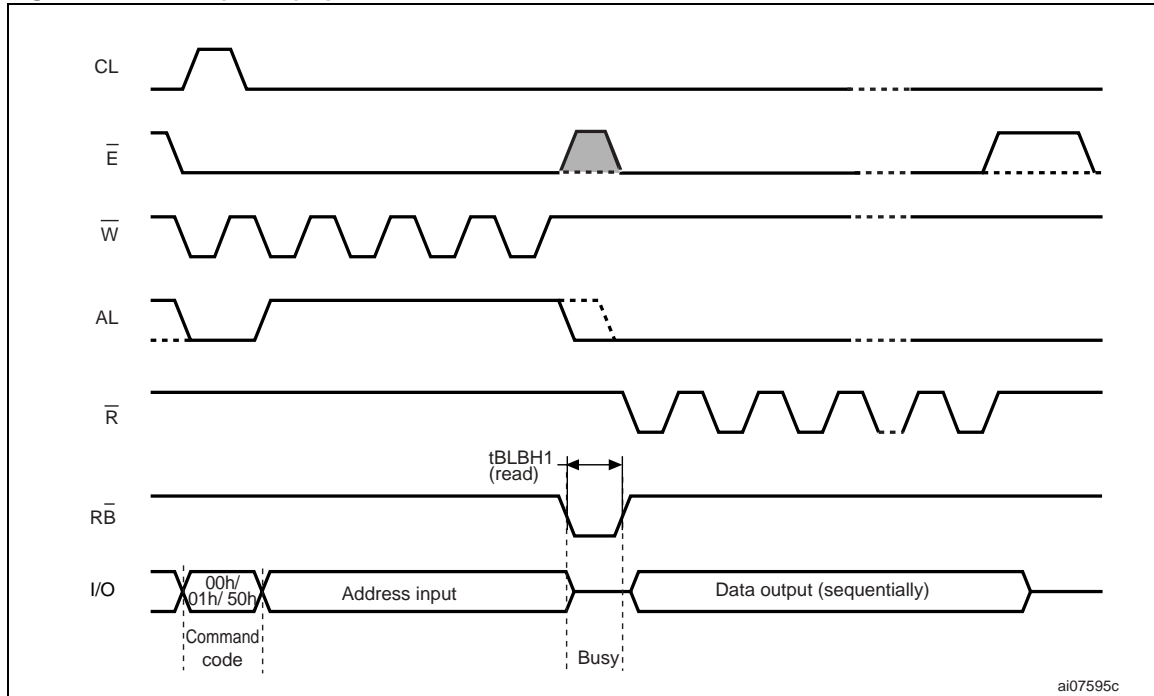 CL
E
W
AL
R
tBLBH1
(read)
RB
I/O
00h/
01h/ 50h
Address input
Data output (sequentially)
Command
code
Busy
ai07595c